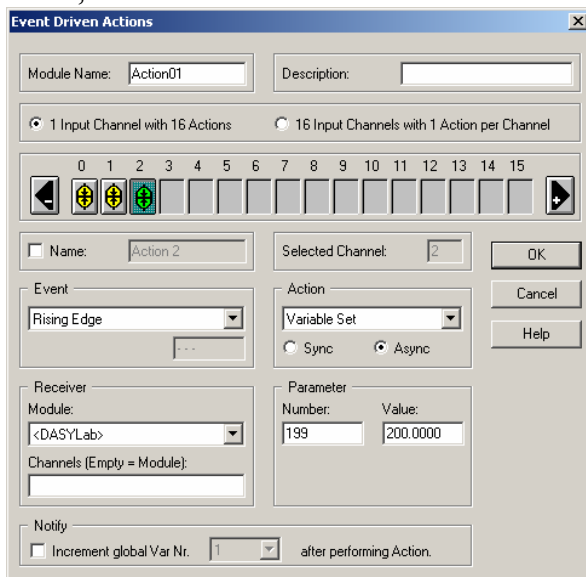 Event Driven Actions
Module Name: Action01 Description:
1 Input Channel with 16 Actions 16 Input Channels with 1 Action per Channel
0 1 2 3 4 5 6 7 8 9 10 11 12 13 14 15
Name: Action 2 Selected Channel: 2 OK
Event Action Cancel
Rising Edge Variable Set
- - - Sync Async Help
Receiver Parameter
Module: Number: Value:
<DASYLab> 199 200.0000
Channels (Empty = Module):
Notify
Increment global Var Nr. 1 after performing Action.